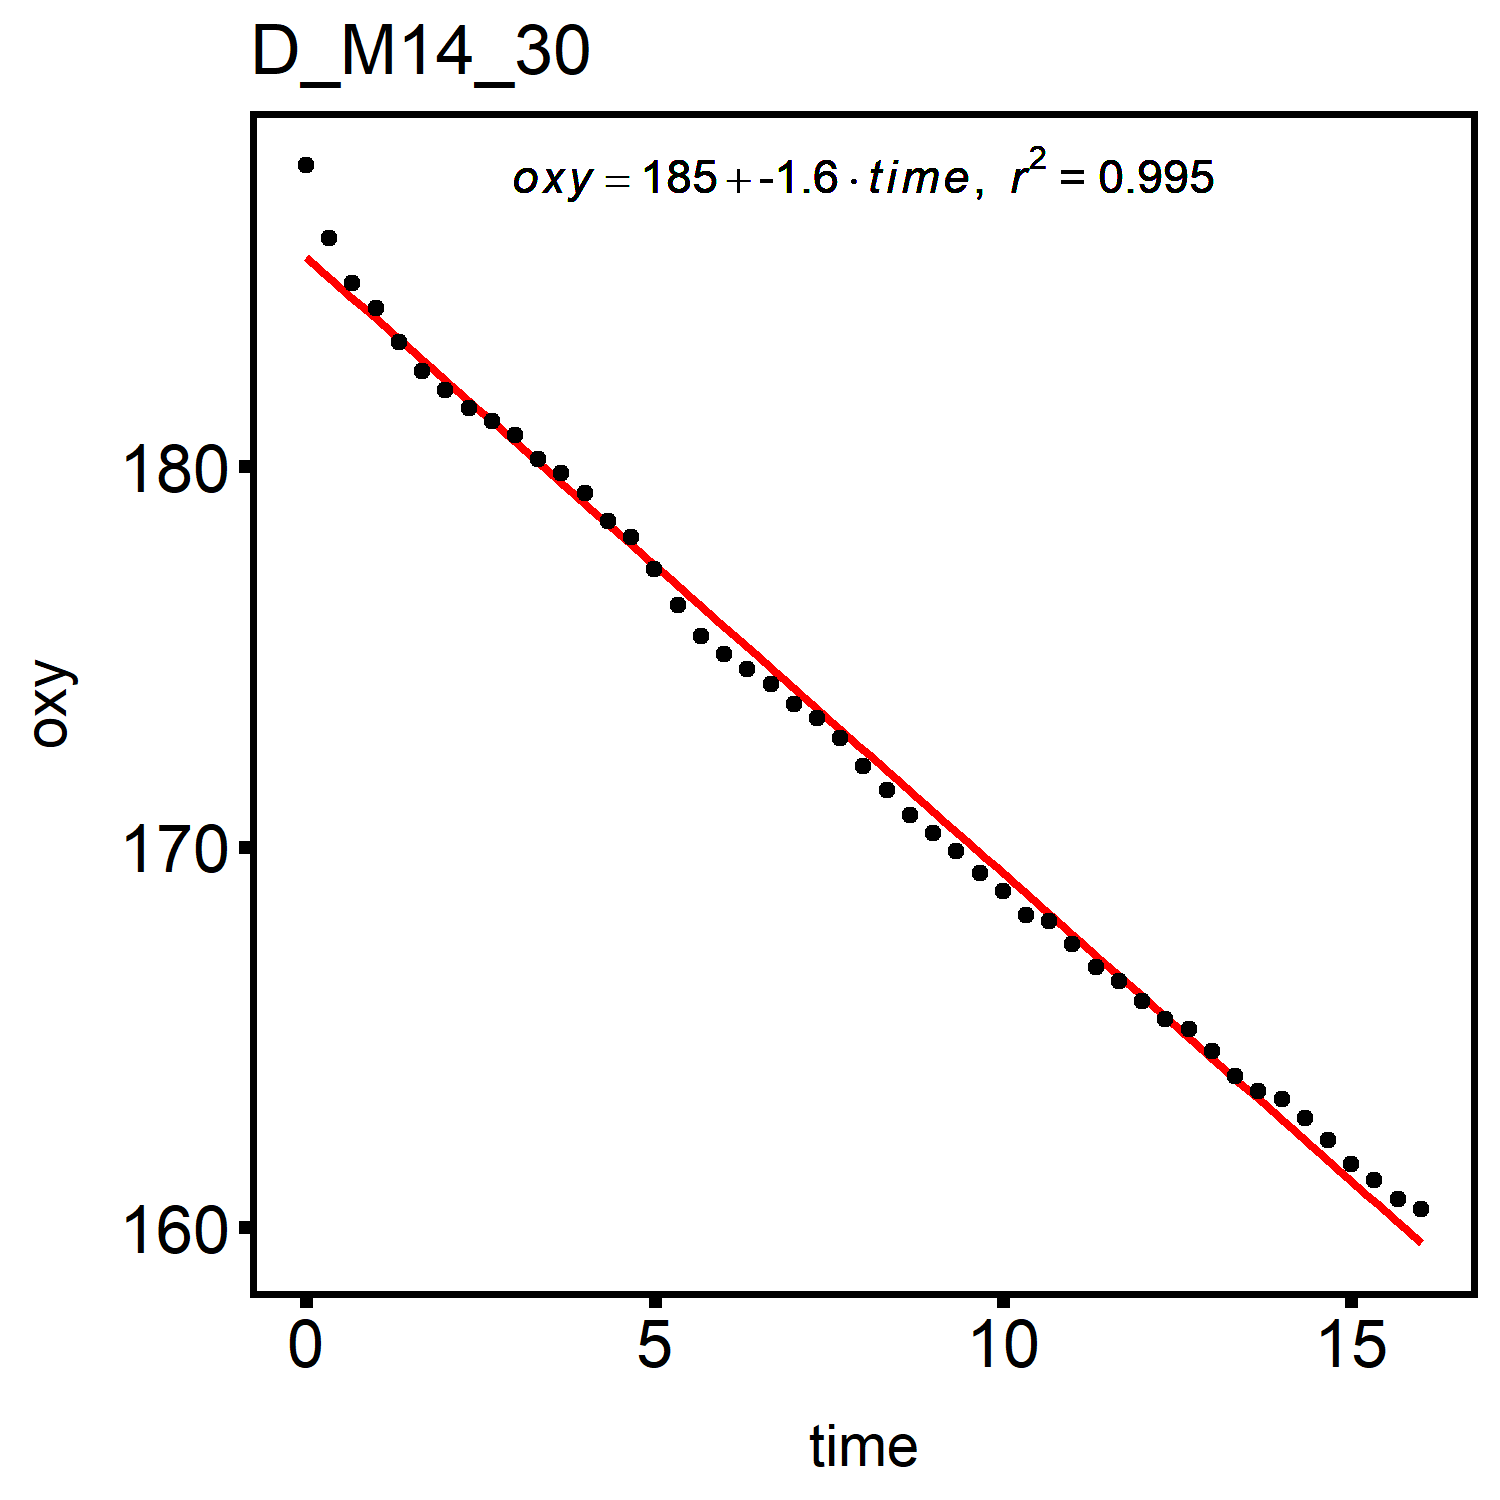 D_M14_30
oxy = 185 + -1.6 · time, r² = 0.995
oxy
180
170
160
0 5 10 15
time